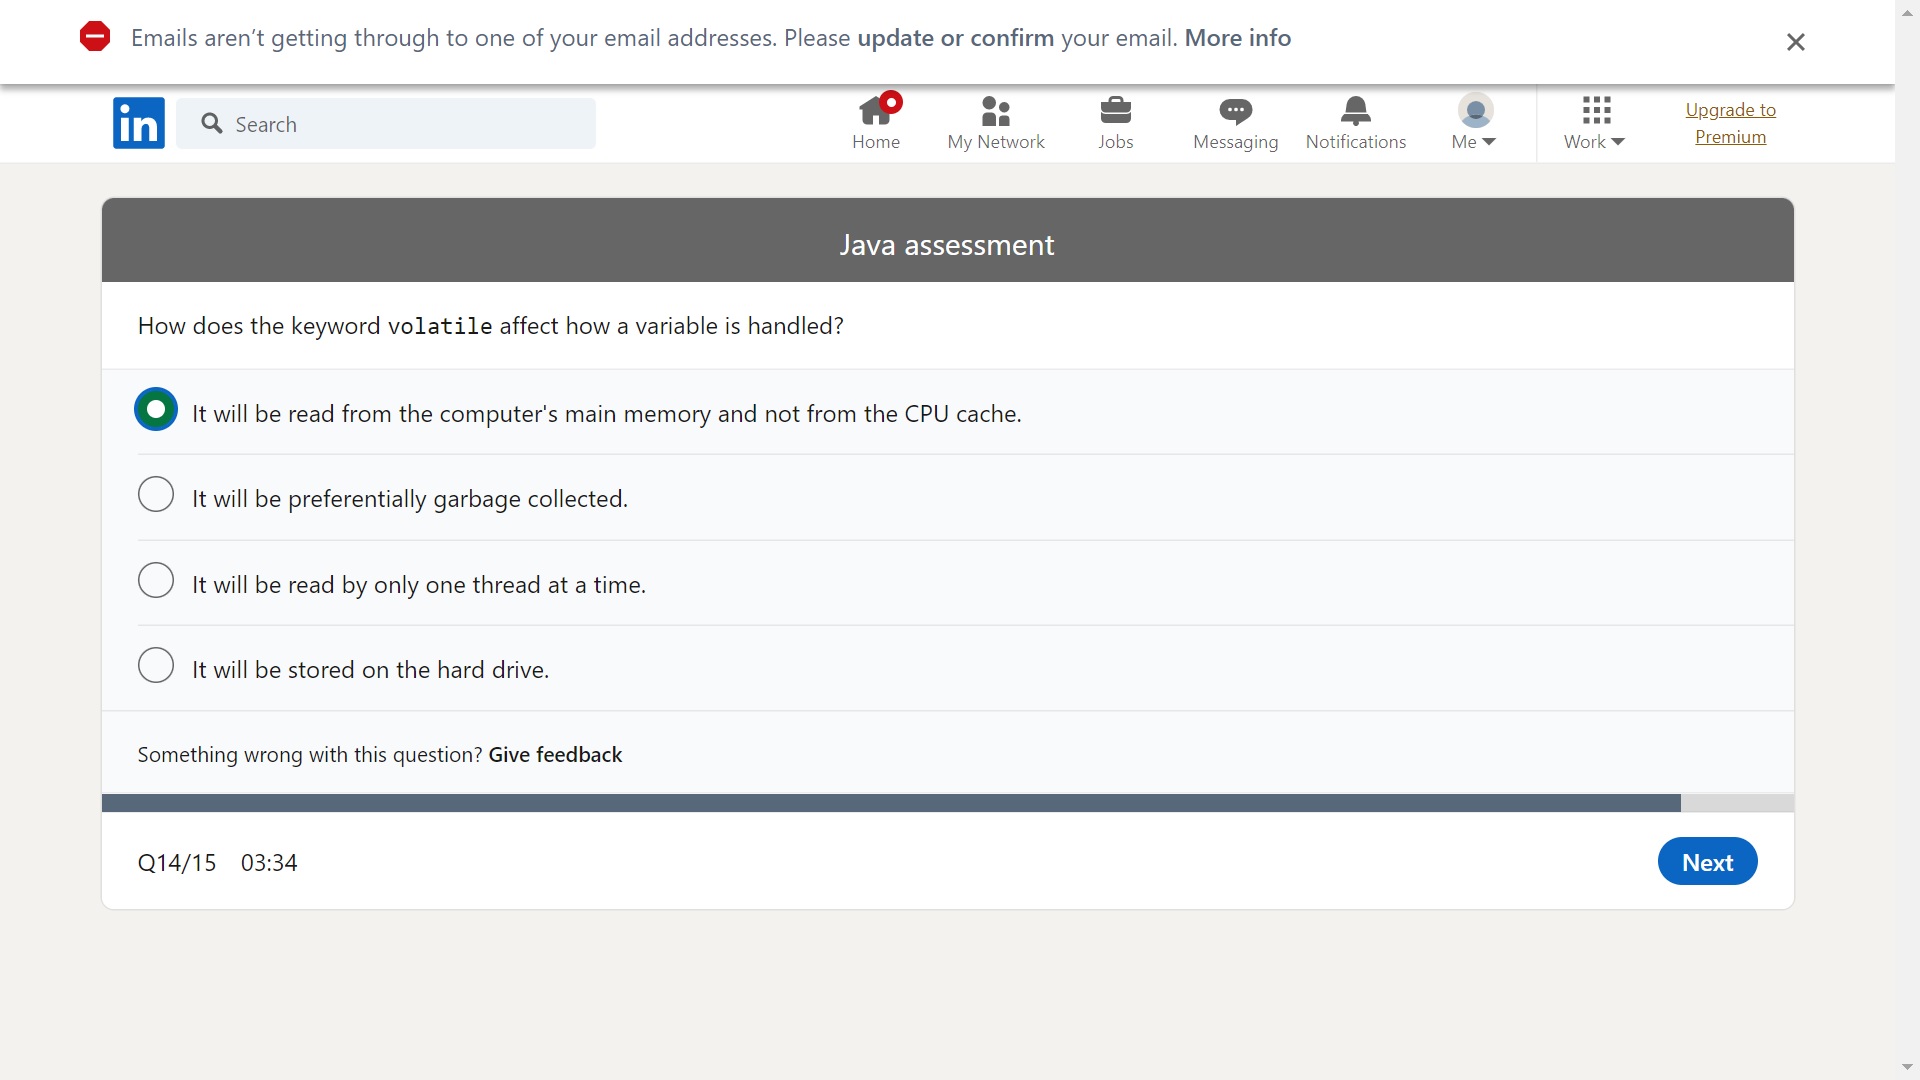 Emails aren't getting through to one of your email addresses. Please update or confirm your email. More info
in
Search
Home
My Network
Jobs
Messaging
Notifications
Me
Work
Upgrade to
Premium
Java assessment
How does the keyword volatile affect how a variable is handled?
It will be read from the computer's main memory and not from the CPU cache.
It will be preferentially garbage collected.
It will be read by only one thread at a time.
It will be stored on the hard drive.
Something wrong with this question? Give feedback
Q14/15 03:34
Next